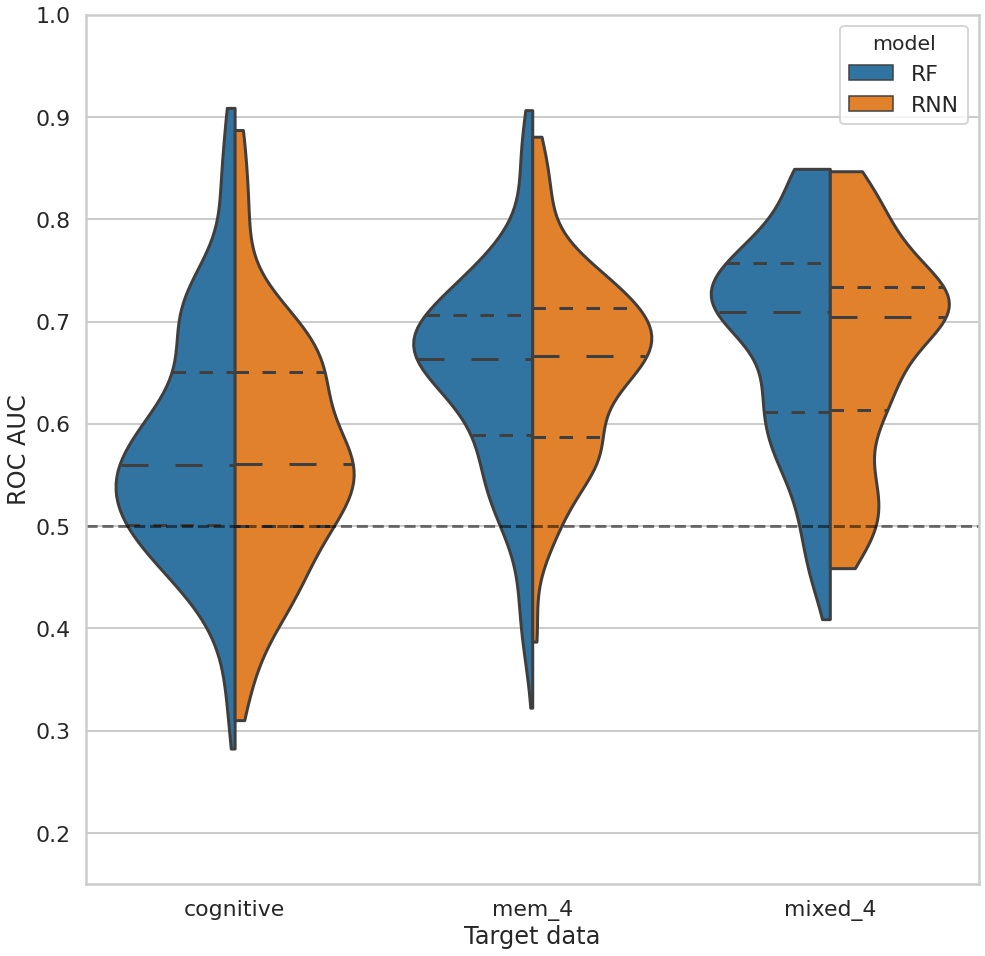 1.0
0.9
0.8
0.7
0.6
0.5
0.4
0.3
0.2
ROC AUC
model
RF
RNN
cognitive
mem_4
mixed_4
Target data